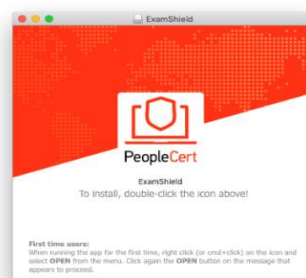 ExamShield
PeopleCert
ExamShield
To install, double-click the icon above!
First time users:
When running the app for the first time, right click (or cmd+click) on the icon and
select OPEN from the menu. Click again the OPEN button on the message that
appears to proceed.